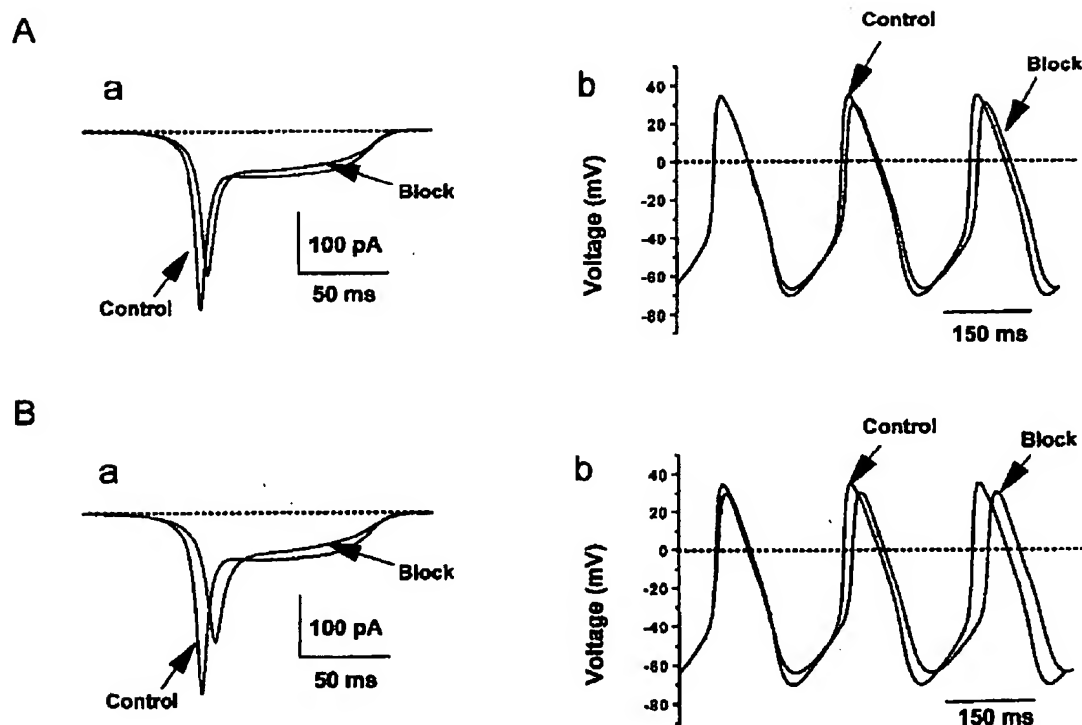 A
a
Control
Block
100 pA
50 ms
b
Control
Block
Voltage (mV)
40
20
0
-20
-40
-60
-80
150 ms
B
a
Control
Block
100 pA
50 ms
b
Control
Block
Voltage (mV)
40
20
0
-20
-40
-60
-80
150 ms